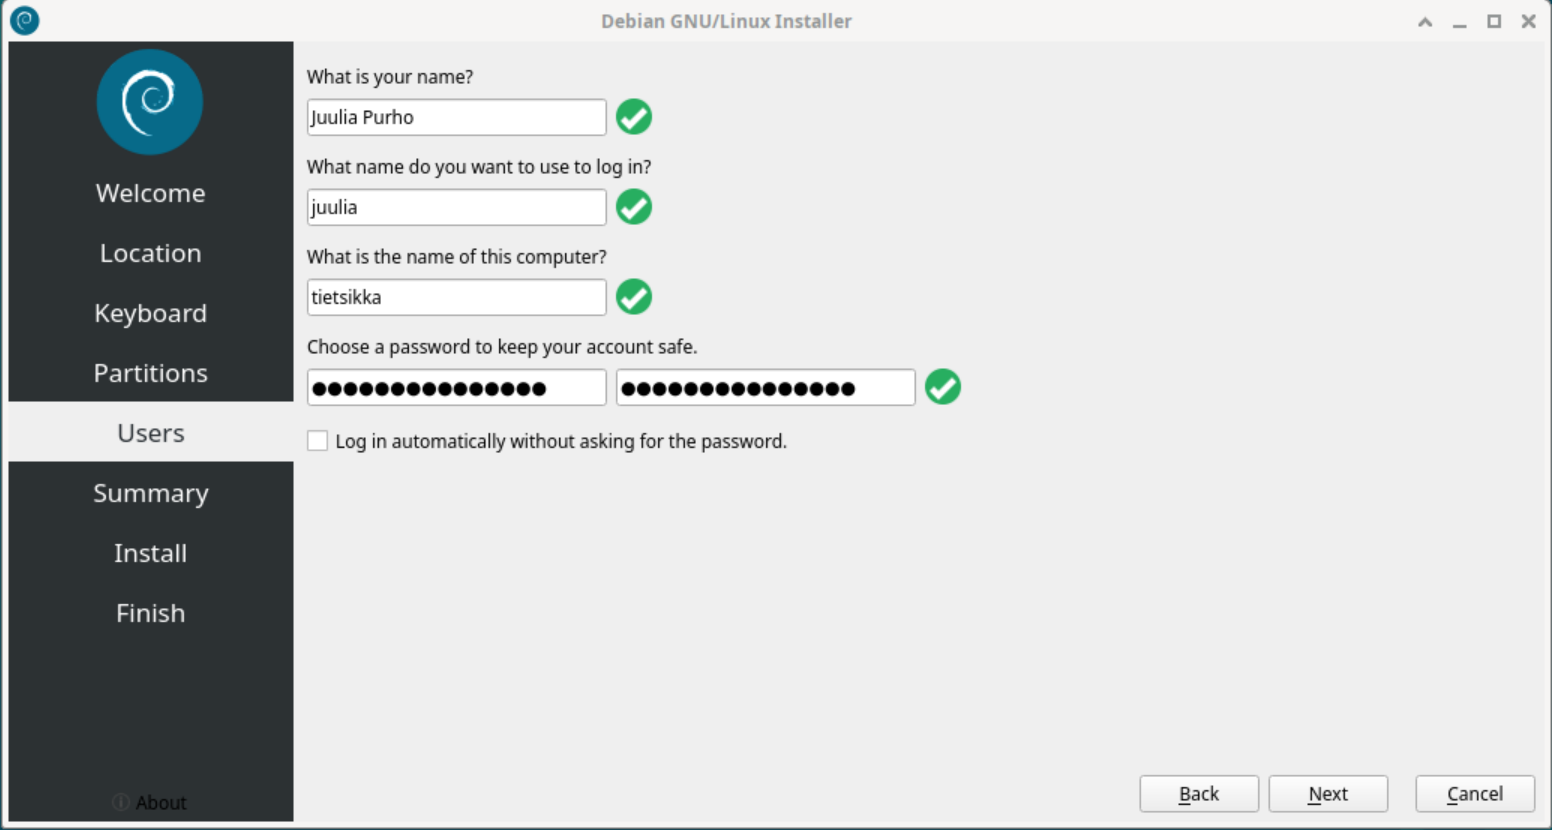 Debian GNU/Linux Installer
Welcome
Location
Keyboard
Partitions
Users
Summary
Install
Finish
About
What is your name?
Juulia Purho
What name do you want to use to log in?
juulia
What is the name of this computer?
tietsikka
Choose a password to keep your account safe.
●●●●●●●●●●●●●●● ●●●●●●●●●●●●●●●
Log in automatically without asking for the password.
Back Next Cancel